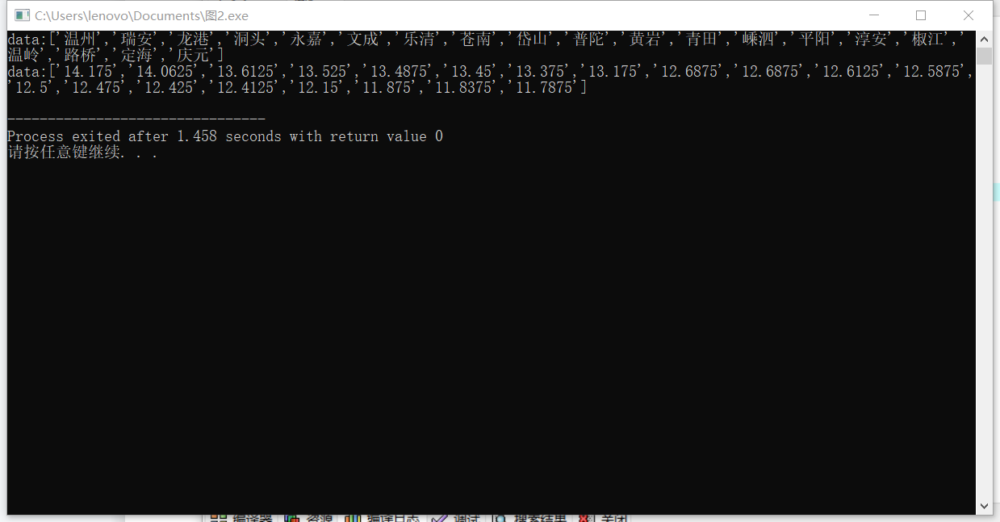 C:\Users\lenovo\Documents\图2.exe
data:['温州','瑞安','龙港','洞头','永嘉','文成','乐清','苍南','岱山','普陀','黄岩','青田','嵊泗','平阳','淳安','椒江','
温岭','路桥','定海','庆元']
data:['14.175','14.0625','13.6125','13.525','13.4875','13.45','13.375','13.175','12.6875','12.6875','12.6125','12.5875',
'12.5','12.475','12.425','12.4125','12.15','11.875','11.8375','11.7875']
--------------------------------
Process exited after 1.458 seconds with return value 0
请按任意键继续. . .
编译器 资源 编译日志 调试 搜索结果 关闭